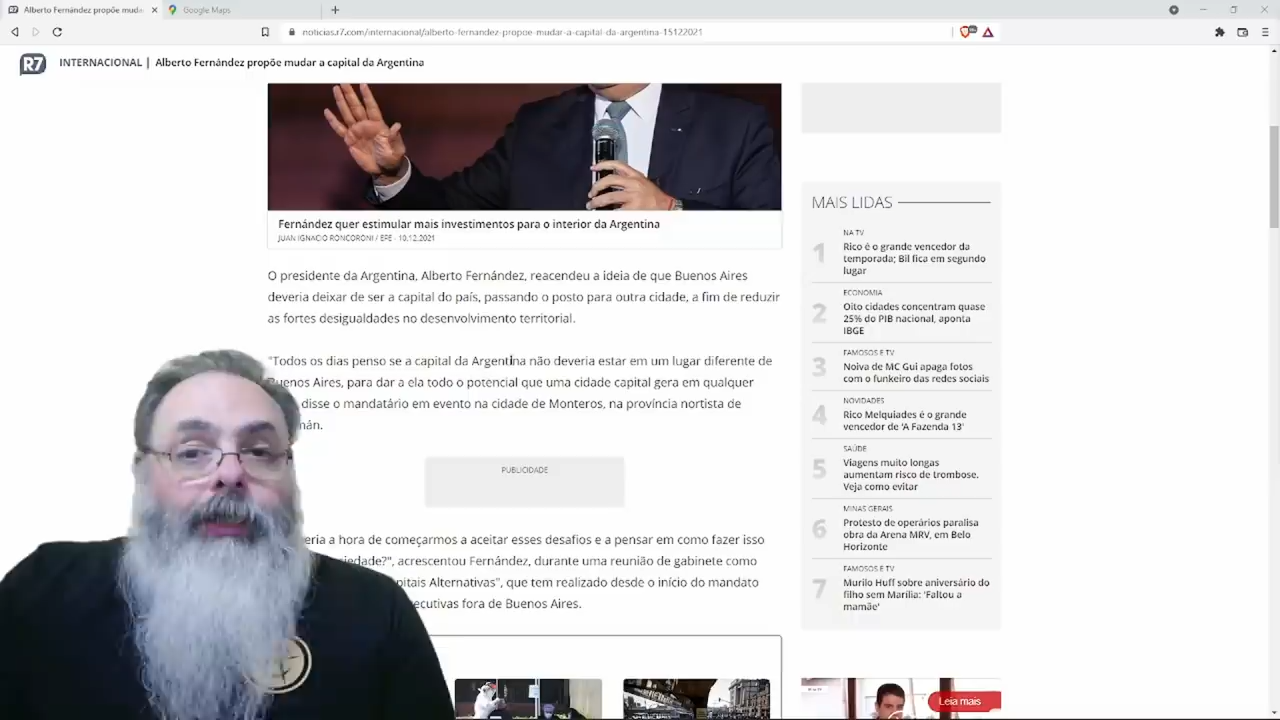 Alberto Fernández propõe muda
Google Maps
noticias.r7.com/internacional/alberto-fernandez-propoe-mudar-a-capital-da-argentina-15122021
R7
INTERNACIONAL | Alberto Fernández propõe mudar a capital da Argentina
Fernández quer estimular mais investimentos para o interior da Argentina
JUAN IGNACIO RONCORONI / EFE - 10.12.2021
O presidente da Argentina, Alberto Fernández, reacendeu a ideia de que Buenos Aires
deveria deixar de ser a capital do país, passando o posto para outra cidade, a fim de reduzir
as fortes desigualdades no desenvolvimento territorial.
"Todos os dias penso se a capital da Argentina não deveria estar em um lugar diferente de
Buenos Aires, para dar a ela todo o potencial que uma cidade capital gera em qualquer
disse o mandatário em evento na cidade de Monteros, na província nortista de
mán.
PUBLICIDADE
eria a hora de começarmos a aceitar esses desafios e a pensar em como fazer isso
iedade?", acrescentou Fernández, durante uma reunião de gabinete como
pitais Alternativas", que tem realizado desde o início do mandato
ecutivas fora de Buenos Aires.
MAIS LIDAS
NA TV
1
Rico é o grande vencedor da
temporada; Bil fica em segundo
lugar
ECONOMIA
2
Oito cidades concentram quase
25% do PIB nacional, aponta
IBGE
FAMOSOS E TV
3
Noiva de MC Gui apaga fotos
com o funkeiro das redes sociais
NOVIDADES
4
Rico Melquiades é o grande
vencedor de 'A Fazenda 13'
SAÚDE
5
Viagens muito longas
aumentam risco de trombose.
Veja como evitar
MINAS GERAIS
6
Protesto de operários paralisa
obra da Arena MRV, em Belo
Horizonte
FAMOSOS E TV
7
Murilo Huff sobre aniversário do
filho sem Marília: 'Faltou a
mamãe'
Leia mais